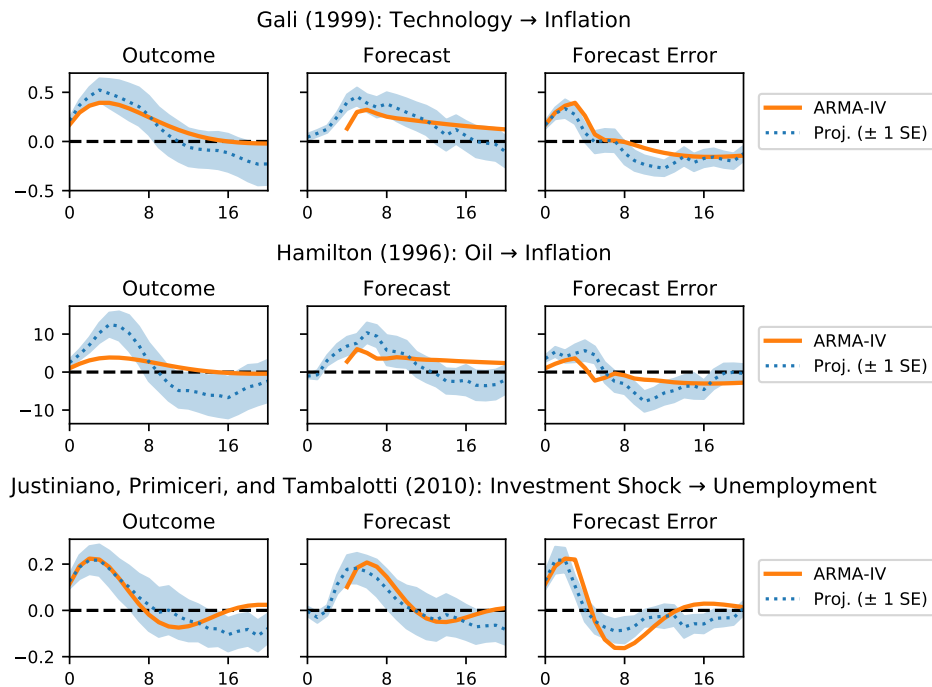 Gali (1999): Technology → Inflation
Outcome
Forecast
Forecast Error
0.5
0.0
−0.5
0 8 16
0 8 16
0 8 16
ARMA-IV
Proj. (± 1 SE)
Hamilton (1996): Oil → Inflation
Outcome
Forecast
Forecast Error
10
0
−10
0 8 16
0 8 16
0 8 16
ARMA-IV
Proj. (± 1 SE)
Justiniano, Primiceri, and Tambalotti (2010): Investment Shock → Unemployment
Outcome
Forecast
Forecast Error
0.2
0.0
−0.2
0 8 16
0 8 16
0 8 16
ARMA-IV
Proj. (± 1 SE)